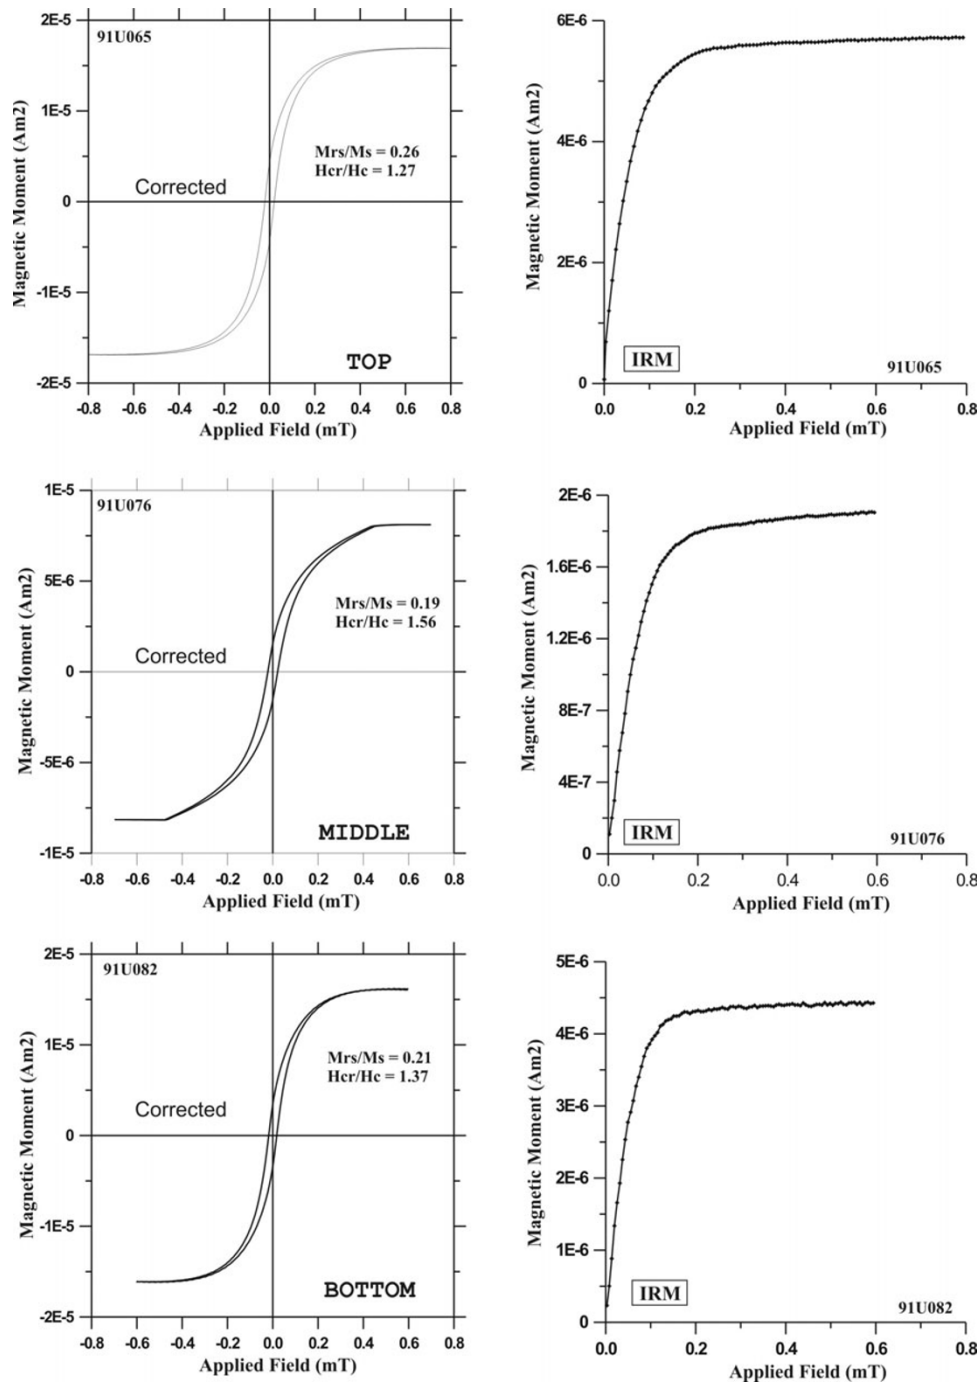 2E-5
91U065
1E-5
Mrs/Ms = 0.26
Hcr/Hc = 1.27
Corrected
0
-1E-5
TOP
-2E-5
-0.8 -0.6 -0.4 -0.2 0.0 0.2 0.4 0.6 0.8
Applied Field (mT)
Magnetic Moment (Am2)
6E-6
4E-6
2E-6
IRM
91U065
0
0.0 0.2 0.4 0.6 0.8
Applied Field (mT)
Magnetic Moment (Am2)
1E-5
91U076
5E-6
Mrs/Ms = 0.19
Hcr/Hc = 1.56
Corrected
0
-5E-6
MIDDLE
-1E-5
-0.8 -0.6 -0.4 -0.2 0.0 0.2 0.4 0.6 0.8
Applied Field (mT)
Magnetic Moment (Am2)
2E-6
1.6E-6
1.2E-6
8E-7
4E-7
IRM
91U076
0
0.0 0.2 0.4 0.6 0.8
Applied Field (mT)
Magnetic Moment (Am2)
2E-5
91U082
1E-5
Mrs/Ms = 0.21
Hcr/Hc = 1.37
Corrected
0
-1E-5
BOTTOM
-2E-5
-0.8 -0.6 -0.4 -0.2 0.0 0.2 0.4 0.6 0.8
Applied Field (mT)
Magnetic Moment (Am2)
5E-6
4E-6
3E-6
2E-6
1E-6
IRM
91U082
0
0.0 0.2 0.4 0.6 0.8
Applied Field (mT)
Magnetic Moment (Am2)